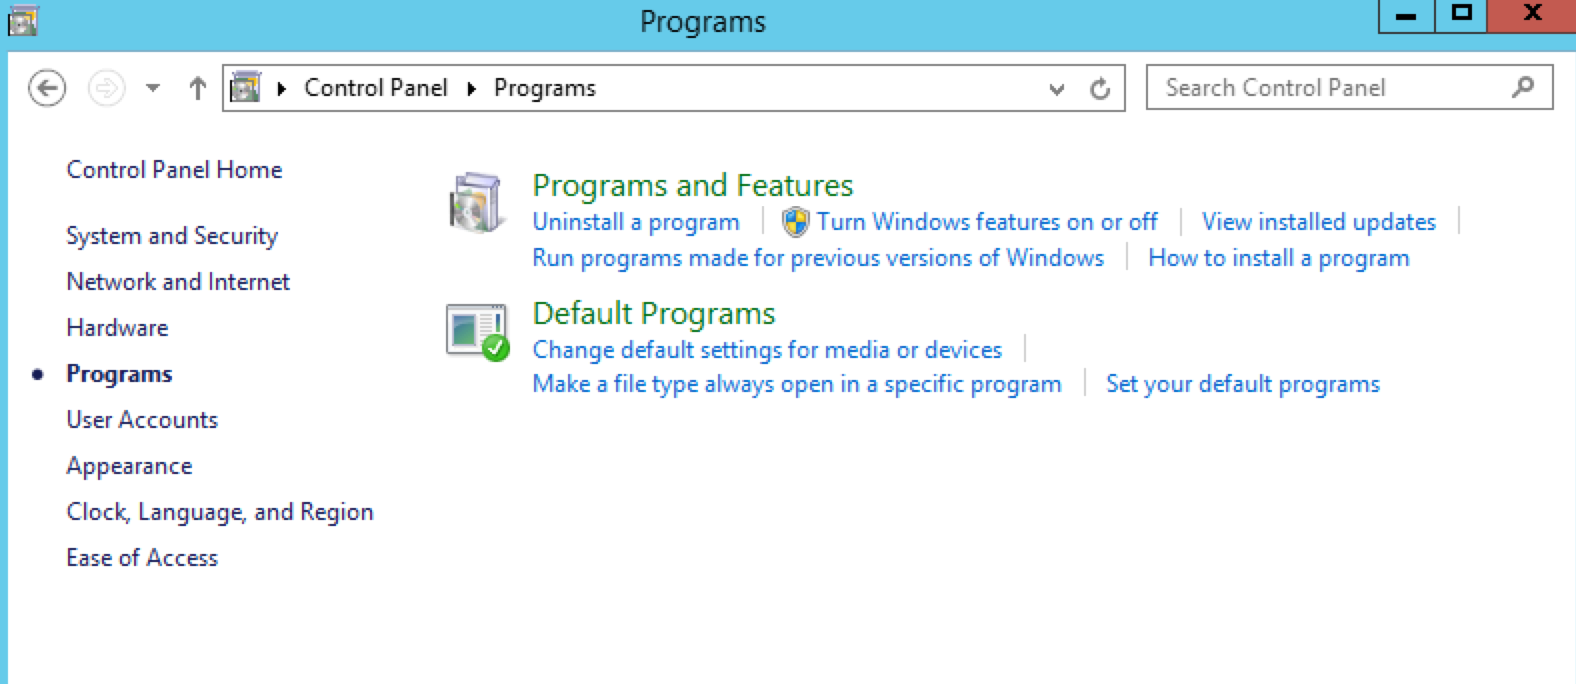 Programs
Control Panel Programs
Search Control Panel
Control Panel Home
System and Security
Network and Internet
Hardware
Programs
User Accounts
Appearance
Clock, Language, and Region
Ease of Access
Programs and Features
Uninstall a program Turn Windows features on or off View installed updates
Run programs made for previous versions of Windows How to install a program
Default Programs
Change default settings for media or devices
Make a file type always open in a specific program Set your default programs